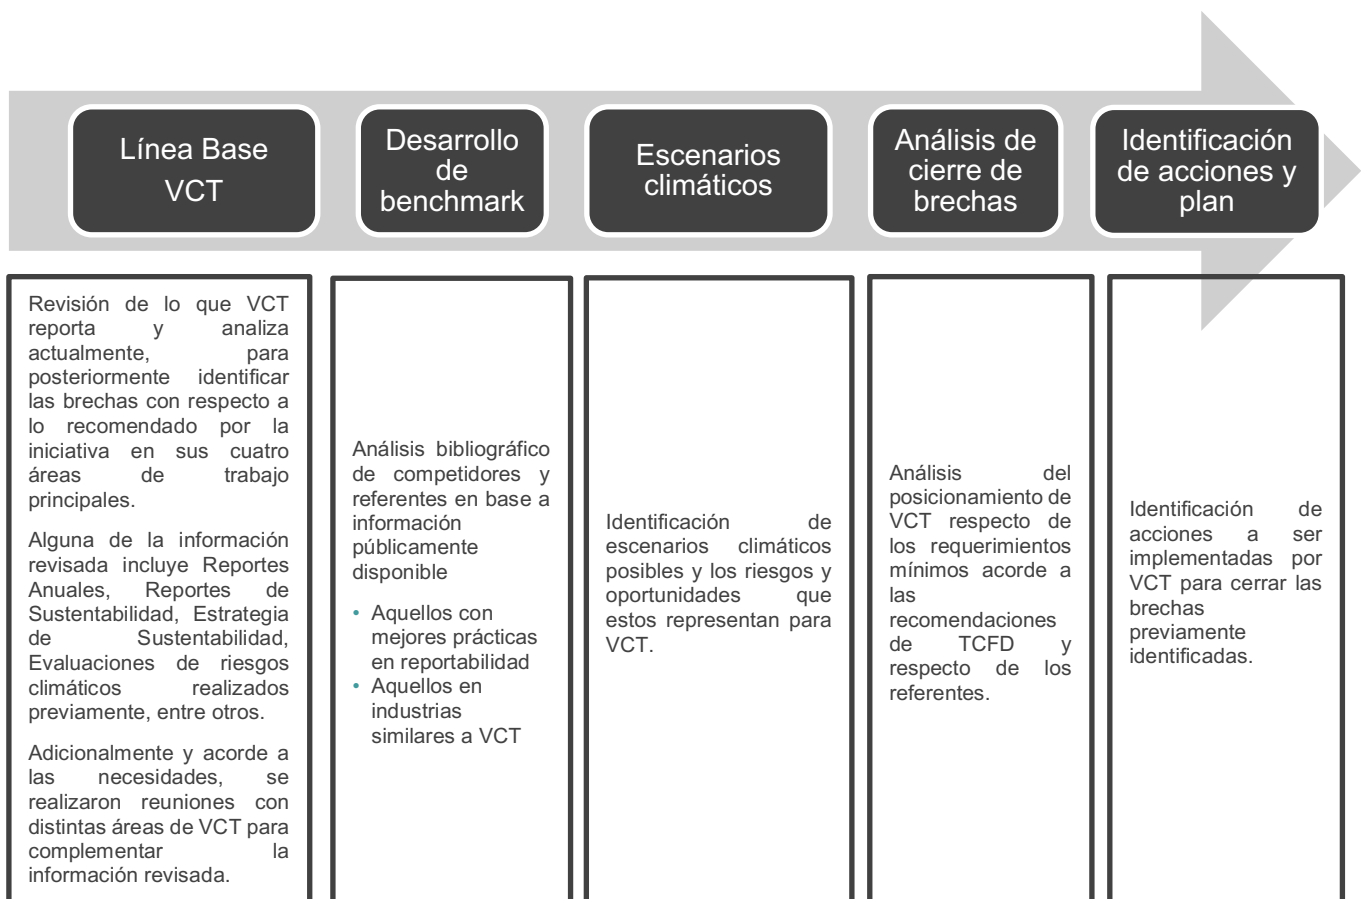 Línea Base
VCT
Desarrollo
de
benchmark
Escenarios
climáticos
Análisis de
cierre de
brechas
Identificación
de acciones y
plan
Revisión de lo que VCT
reporta y analiza
actualmente, para
posteriormente identificar
las brechas con respecto a
lo recomendado por la
iniciativa en sus cuatro
áreas de trabajo
principales.
Alguna de la información
revisada incluye Reportes
Anuales, Reportes de
Sustentabilidad, Estrategia
de Sustentabilidad,
Evaluaciones de riesgos
climáticos realizados
previamente, entre otros.
Adicionalmente y acorde a
las necesidades, se
realizaron reuniones con
distintas áreas de VCT para
complementar la
información revisada.
Análisis bibliográfico
de competidores y
referentes en base a
información
públicamente
disponible
• Aquellos con
mejores prácticas
en reportabilidad
• Aquellos en
industrias
similares a VCT
Identificación de
escenarios climáticos
posibles y los riesgos y
oportunidades que
estos representan para
VCT.
Análisis del
posicionamiento de
VCT respecto de
los requerimientos
mínimos acorde a
las
recomendaciones
de TCFD y
respecto de los
referentes.
Identificación de
acciones a ser
implementadas por
VCT para cerrar las
brechas
previamente
identificadas.